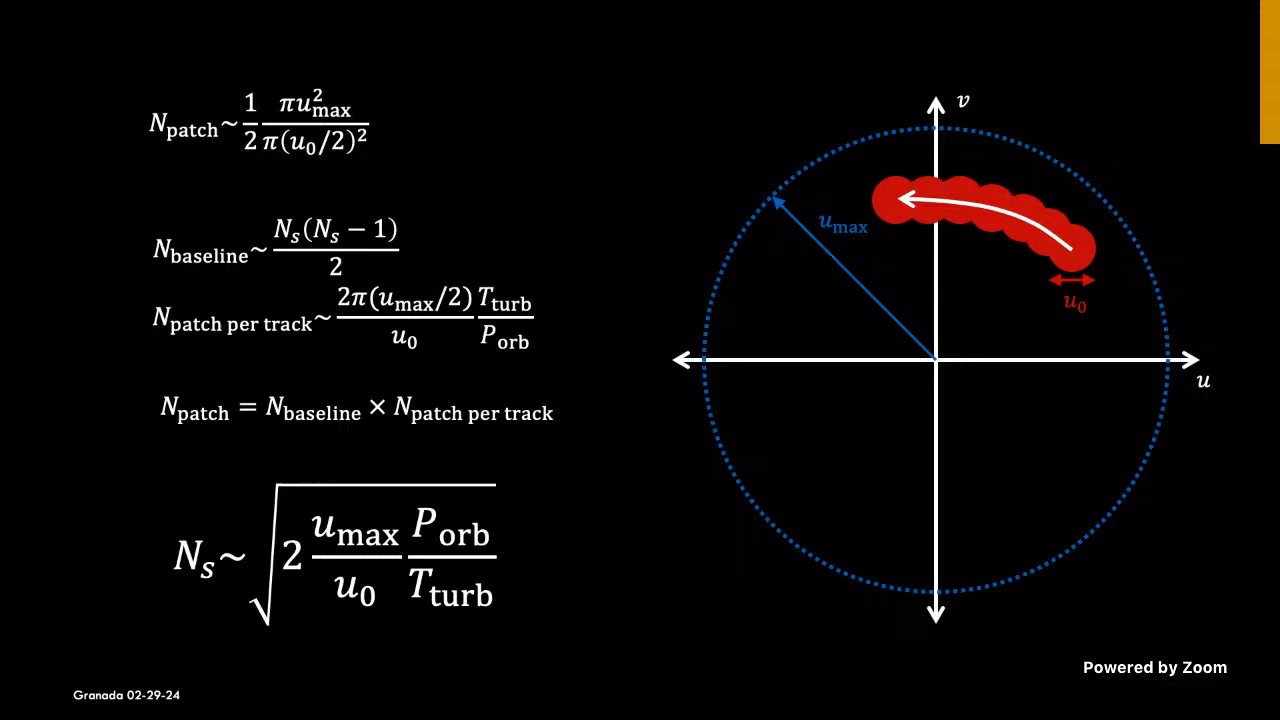 N_patch ~ 1/2 πu²_max / π(u_0/2)²
N_baseline ~ N_s(N_s − 1) / 2
N_patch per track ~ 2π(u_max/2) / u_0 T_turb / P_orb
N_patch = N_baseline × N_patch per track
N_s ~ √(2 u_max / u_0 P_orb / T_turb)
v
u_max
u_0
u
Powered by Zoom
Granada 02-29-24